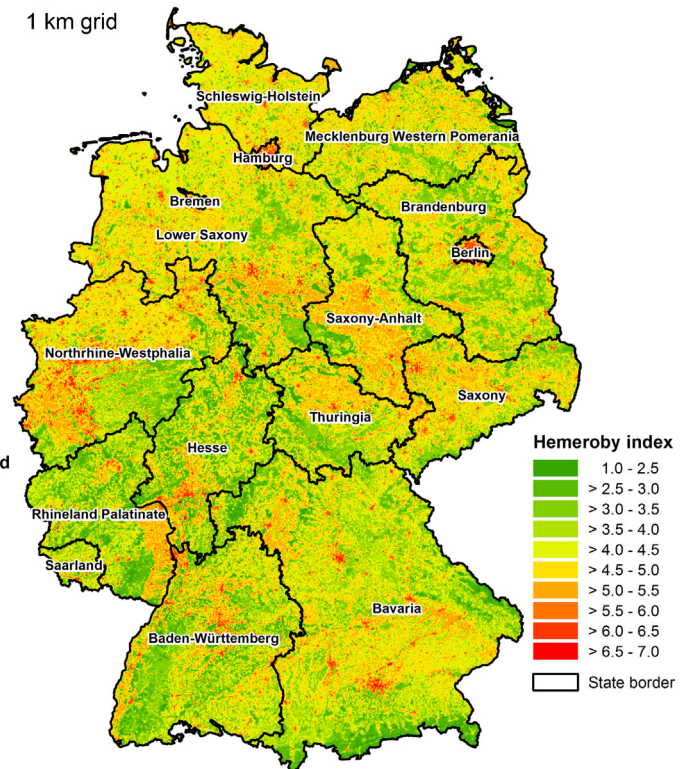 1 km grid
Schleswig-Holstein
Mecklenburg Western Pomerania
Hamburg
Bremen
Brandenburg
Lower Saxony
Berlin
Saxony-Anhalt
Northrhine-Westphalia
Saxony
Thuringia
Hesse
d
Rhineland Palatinate
Saarland
Bavaria
Baden-Württemberg
Hemeroby index
1.0 - 2.5
> 2.5 - 3.0
> 3.0 - 3.5
> 3.5 - 4.0
> 4.0 - 4.5
> 4.5 - 5.0
> 5.0 - 5.5
> 5.5 - 6.0
> 6.0 - 6.5
> 6.5 - 7.0
State border